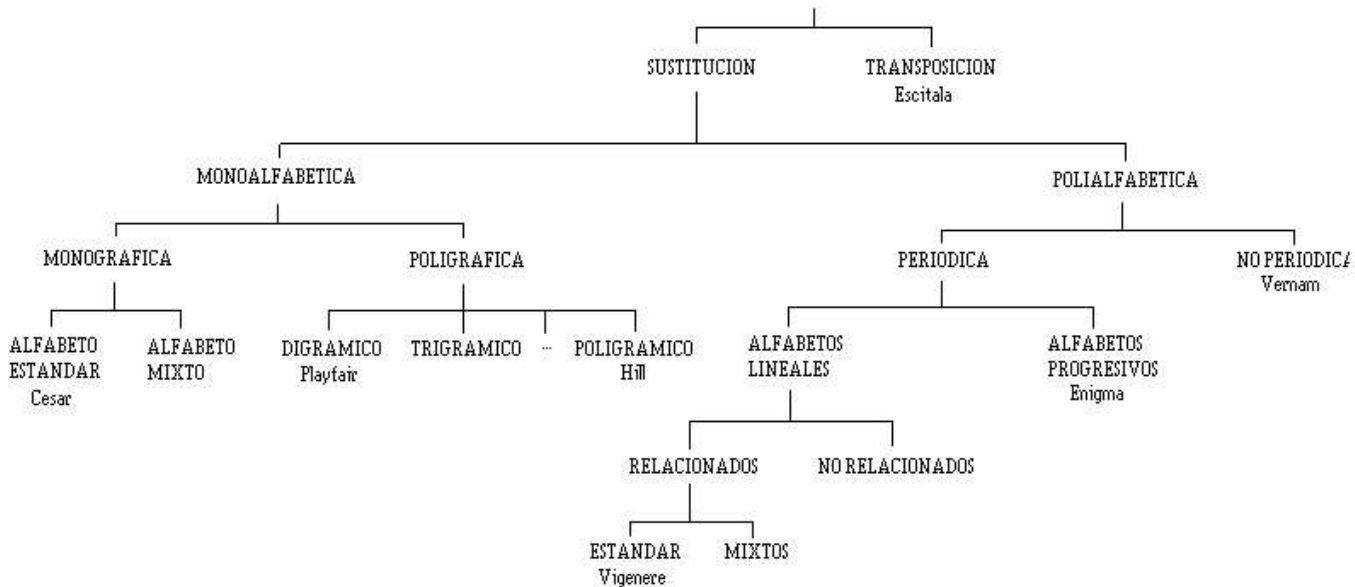 SUSTITUCION
TRANSPOSICION
Escitala
MONOALFABETICA
POLIALFABETICA
MONOGRAFICA
POLIGRAFICA
PERIODICA
NO PERIODICA
Vernam
ALFABETO
ESTANDAR
Cesar
ALFABETO
MIXTO
DIGRAMICO
Playfair
TRIGRAMICO
...
POLIGRAMICO
Hill
ALFABETOS
LINEALES
ALFABETOS
PROGRESIVOS
Enigma
RELACIONADOS
NO RELACIONADOS
ESTANDAR
Vigenere
MIXTOS